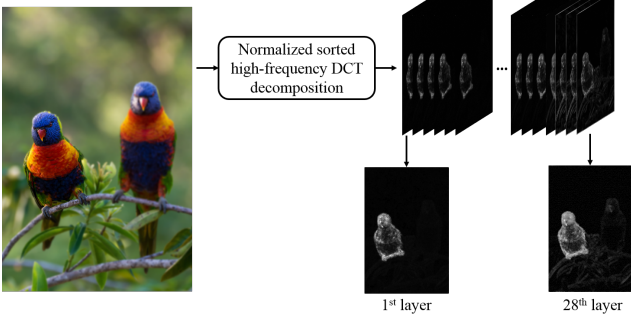 Normalized sorted
high-frequency DCT
decomposition
...
1st layer
28th layer